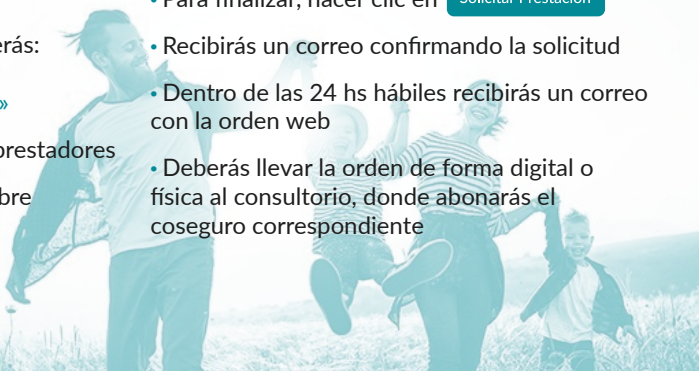 erás:
»
prestadores
bre
• Para finalizar, hacer clic en Solicitar Prestación
• Recibirás un correo confirmando la solicitud
• Dentro de las 24 hs hábiles recibirás un correo
con la orden web
• Deberás llevar la orden de forma digital o
física al consultorio, donde abonarás el
coseguro correspondiente